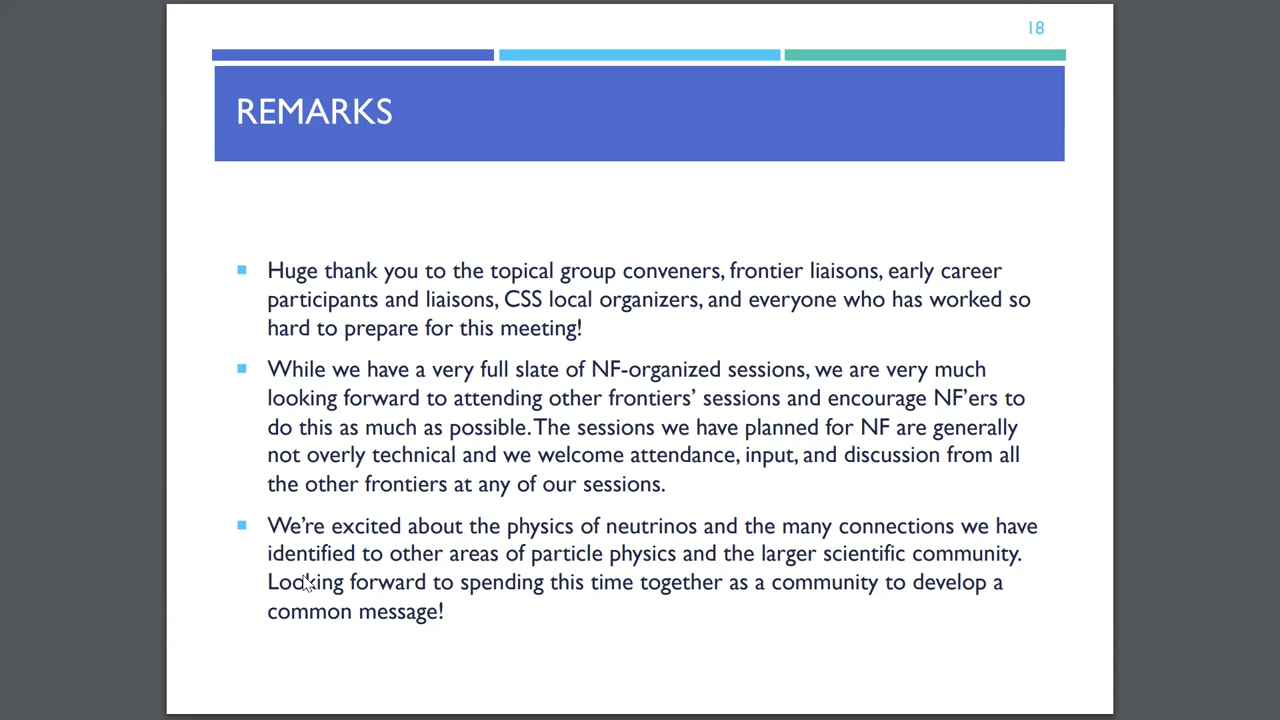 18
REMARKS
Huge thank you to the topical group conveners, frontier liaisons, early career
participants and liaisons, CSS local organizers, and everyone who has worked so
hard to prepare for this meeting!
While we have a very full slate of NF-organized sessions, we are very much
looking forward to attending other frontiers’ sessions and encourage NF’ers to
do this as much as possible. The sessions we have planned for NF are generally
not overly technical and we welcome attendance, input, and discussion from all
the other frontiers at any of our sessions.
We’re excited about the physics of neutrinos and the many connections we have
identified to other areas of particle physics and the larger scientific community.
Looking forward to spending this time together as a community to develop a
common message!